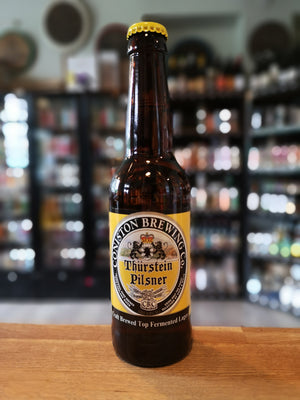 CONISTON BREWING Co.
Thurstein
Pilsner
Craft Brewed Top Fermented Lager